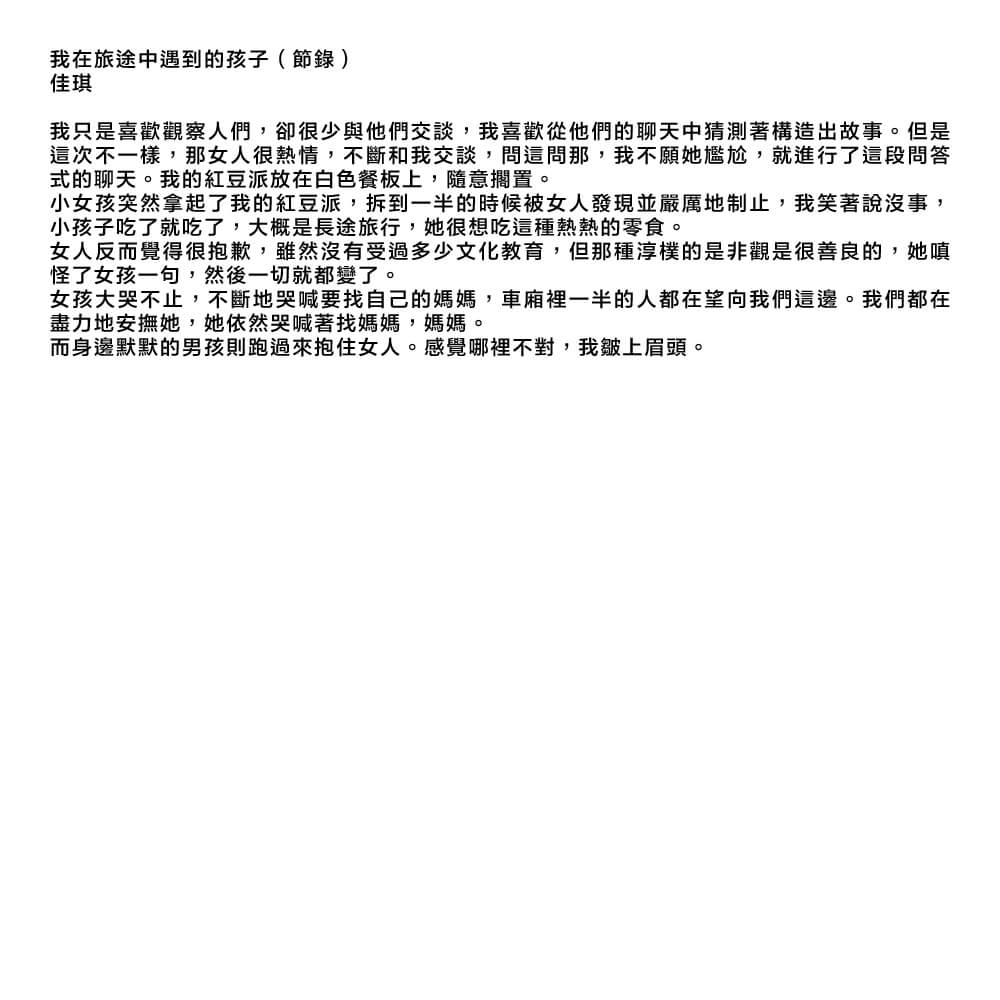 我在旅途中遇到的孩子（節錄）
佳琪
我只是喜歡觀察人們，卻很少與他們交談，我喜歡從他們的聊天中猜測著構造出故事。但是
這次不一樣，那女人很熱情，不斷和我交談，問這問那，我不願她尷尬，就進行了這段問答
式的聊天。我的紅豆派放在白色餐板上，隨意擱置。
小女孩突然拿起了我的紅豆派，拆到一半的時候被女人發現並嚴厲地制止，我笑著說沒事，
小孩子吃了就吃了，大概是長途旅行，她很想吃這種熱熱的零食。
女人反而覺得很抱歉，雖然沒有受過多少文化教育，但那種淳樸的是非觀是很善良的，她嗔
怪了女孩一句，然後一切就都變了。
女孩大哭不止，不斷地哭喊要找自己的媽媽，車廂裡一半的人都在望向我們這邊。我們都在
盡力地安撫她，她依然哭喊著找媽媽，媽媽。
而身邊默默的男孩則跑過來抱住女人。感覺哪裡不對，我皺上眉頭。